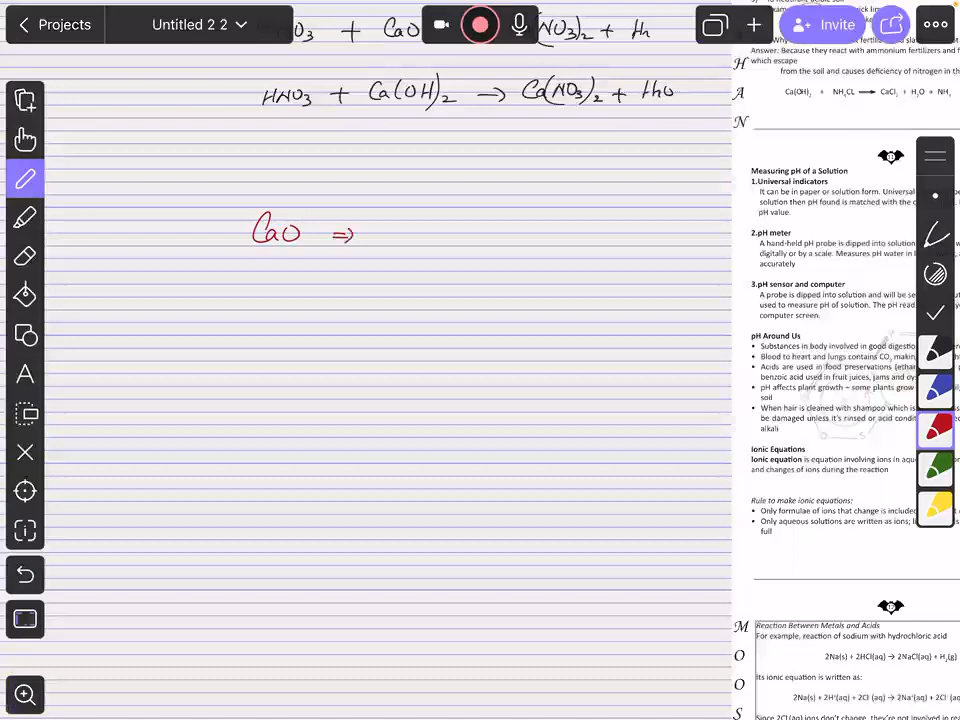 Projects
Untitled 2 2
Invite
O3 + CaO (NO3)2 + H
HNO3 + Ca(OH)2 → Ca(NO3)2 + H2O
CaO ⇒
Answer: Because they react with ammonium fertilizers and
which escape
from the soil and causes deficiency of nitrogen in th
Ca(OH)2 + NH4CL → CaCl2 + H2O + NH
H
A
N
Measuring pH of a Solution
1.Universal indicators
It can be in paper or solution form. Universal
solution then pH found is matched with the
pH value.
2.pH meter
A hand-held pH probe is dipped into solution
digitally or by a scale. Measures pH water in
accurately
3.pH sensor and computer
A probe is dipped into solution and will be
used to measure pH of solution. The pH
computer screen.
pH Around Us
• Substances in body involved in good
• Blood to heart and lungs contains CO2
• Acids are used in food preservations
benzoic acid used in fruit juices, jams and
• pH affects plant growth – some plants grow
soil
• When hair is cleaned with shampoo which is
be damaged unless it's rinsed or acid
alkali
Ionic Equations
Ionic equation is equation involving ions in
and changes of ions during the reaction
Rule to make ionic equations:
• Only formulae of ions that change is
• Only aqueous solutions are written as ions;
full
M
O
O
S
Reaction Between Metals and Acids
For example, reaction of sodium with hydrochloric acid
2Na(s) + 2HCl(aq) → 2NaCl(aq) + H2(g)
Its ionic equation is written as:
2Na(s) + 2H+(aq) + 2Cl-(aq) → 2Na+(aq) + 2Cl-
Since 2Cl-(aq) ions don't change, they're not involved in